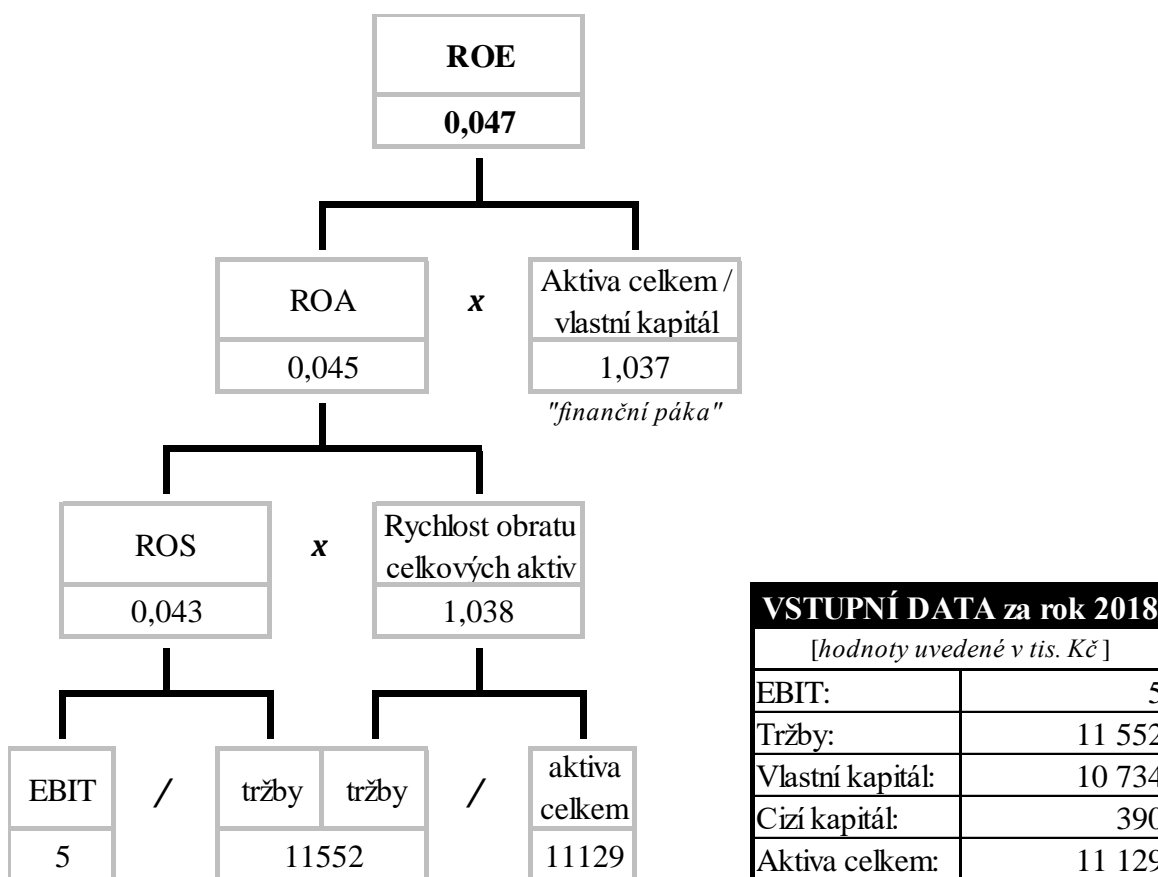 ROE
0,047
ROA
x
Aktiva celkem /
vlastní kapitál
0,045
1,037
"finanční páka"
ROS
x
Rychlost obratu
celkových aktiv
0,043
1,038
EBIT
/
tržby
tržby
/
aktiva
celkem
5
11552
11129
VSTUPNÍ DATA za rok 2018
[hodnoty uvedené v tis. Kč ]
EBIT: 5
Tržby: 11 552
Vlastní kapitál: 10 734
Cizí kapitál: 390
Aktiva celkem: 11 129